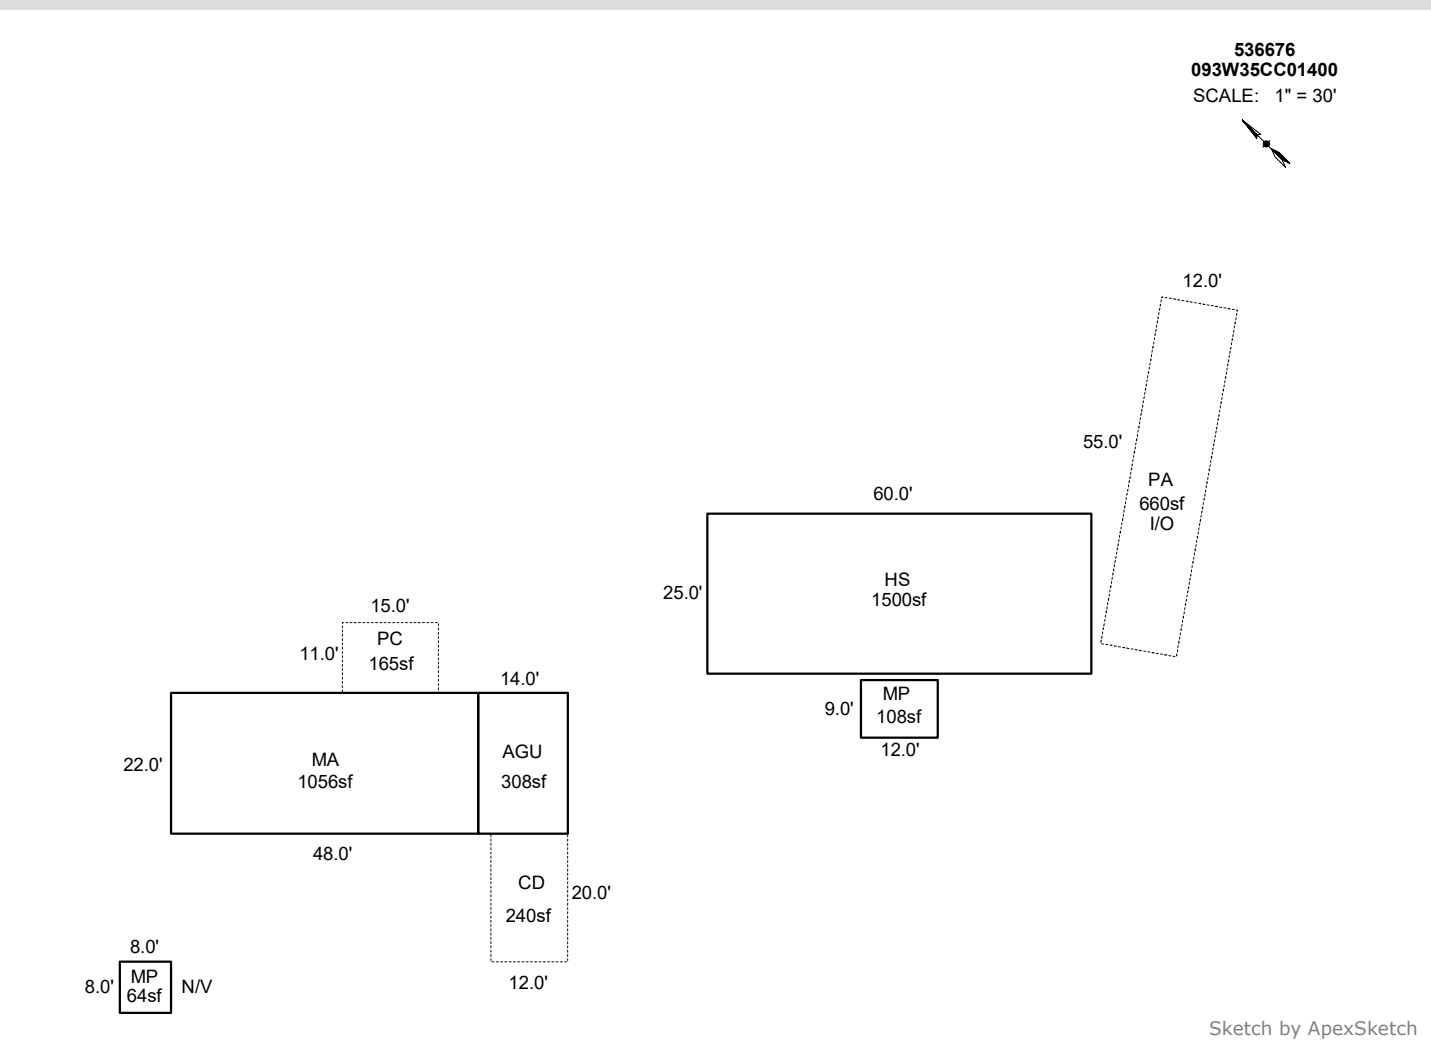 536676
093W35CC01400
SCALE: 1" = 30'
12.0'
55.0'
PA
660sf
I/O
60.0'
25.0'
HS
1500sf
MP
108sf
9.0'
12.0'
15.0'
11.0'
PC
165sf
14.0'
22.0'
MA
1056sf
AGU
308sf
48.0'
CD
240sf
20.0'
12.0'
8.0'
8.0'
MP
64sf
N/V
Sketch by ApexSketch